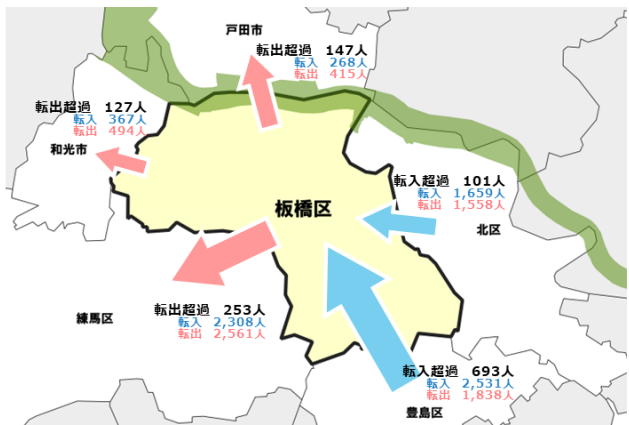 戸田市
転出超過 147人
転入 268人
転出 415人
転出超過 127人
転入 367人
転出 494人
和光市
転入超過 101人
転入 1,659人
転出 1,558人
板橋区
北区
転出超過 253人
転入 2,308人
転出 2,561人
練馬区
転入超過 693人
転入 2,531人
転出 1,838人
豊島区